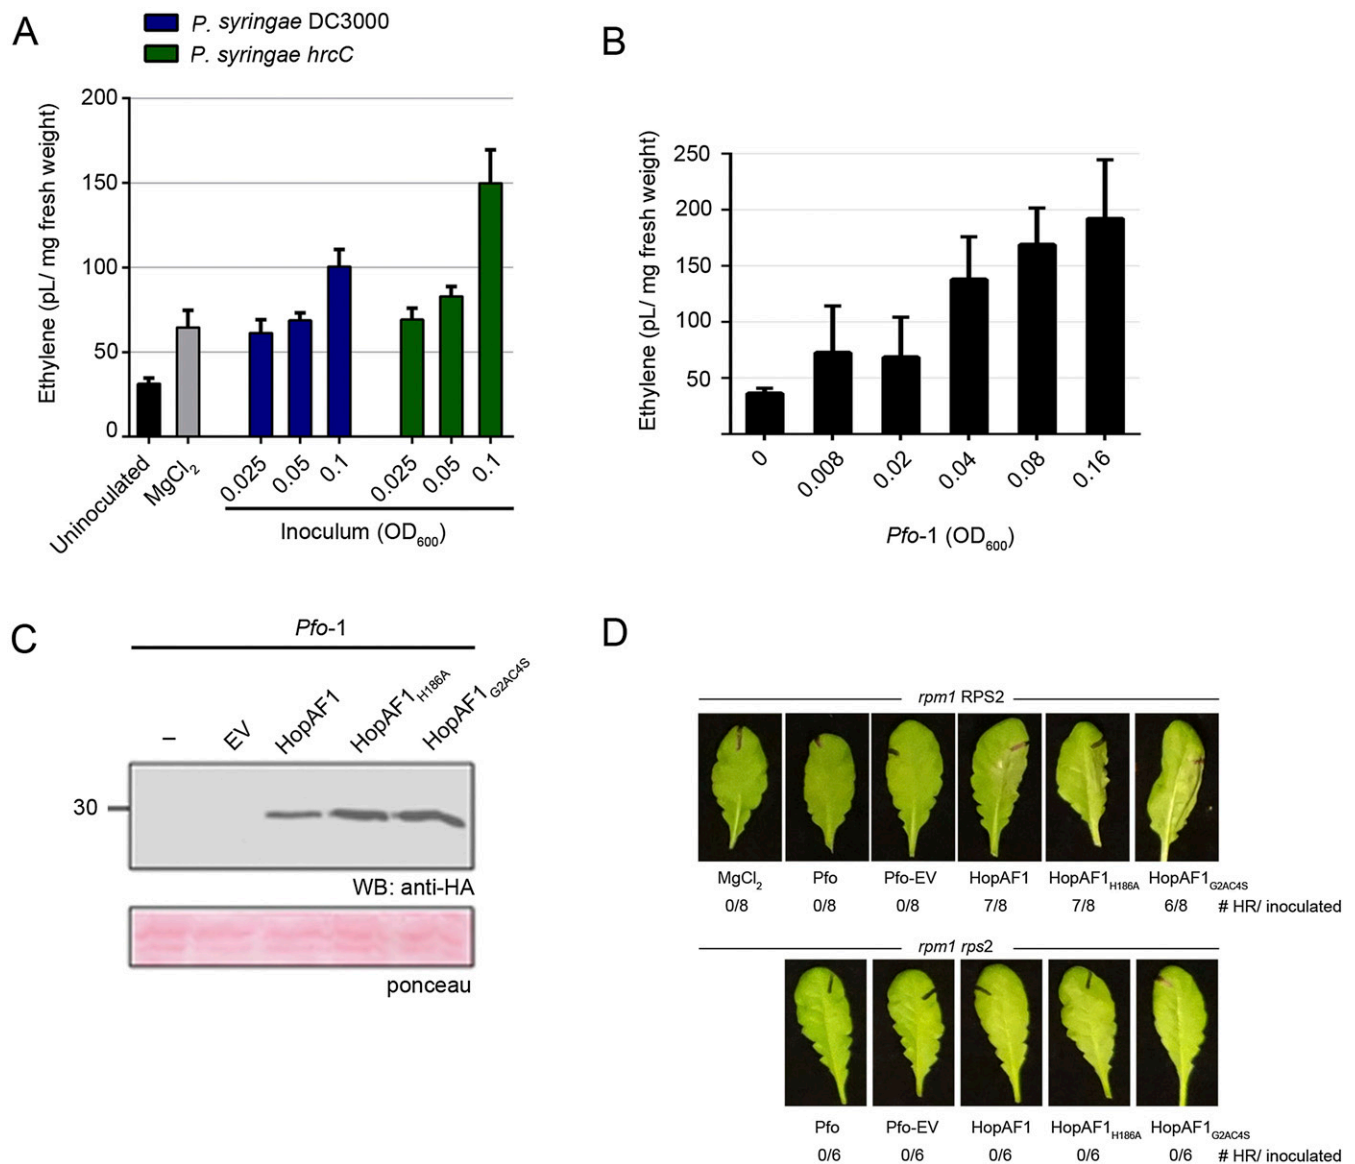 A
P. syringae DC3000
P. syringae hrcC
Ethylene (pL/ mg fresh weight)
200
150
100
50
0
Uninoculated
MgCl2
0.025
0.05
0.1
0.025
0.05
0.1
Inoculum (OD600)
B
Ethylene (pL/ mg fresh weight)
250
200
150
100
50
0
0.008
0.02
0.04
0.08
0.16
Pfo-1 (OD600)
C
Pfo-1
–
EV
HopAF1
HopAF1H186A
HopAF1G2AC4S
30
WB: anti-HA
ponceau
D
rpm1 RPS2
MgCl2 Pfo Pfo-EV HopAF1 HopAF1H186A HopAF1G2AC4S
0/8 0/8 0/8 7/8 7/8 6/8 # HR/ inoculated
rpm1 rps2
Pfo Pfo-EV HopAF1 HopAF1H186A HopAF1G2AC4S
0/6 0/6 0/6 0/6 0/6 # HR/ inoculated